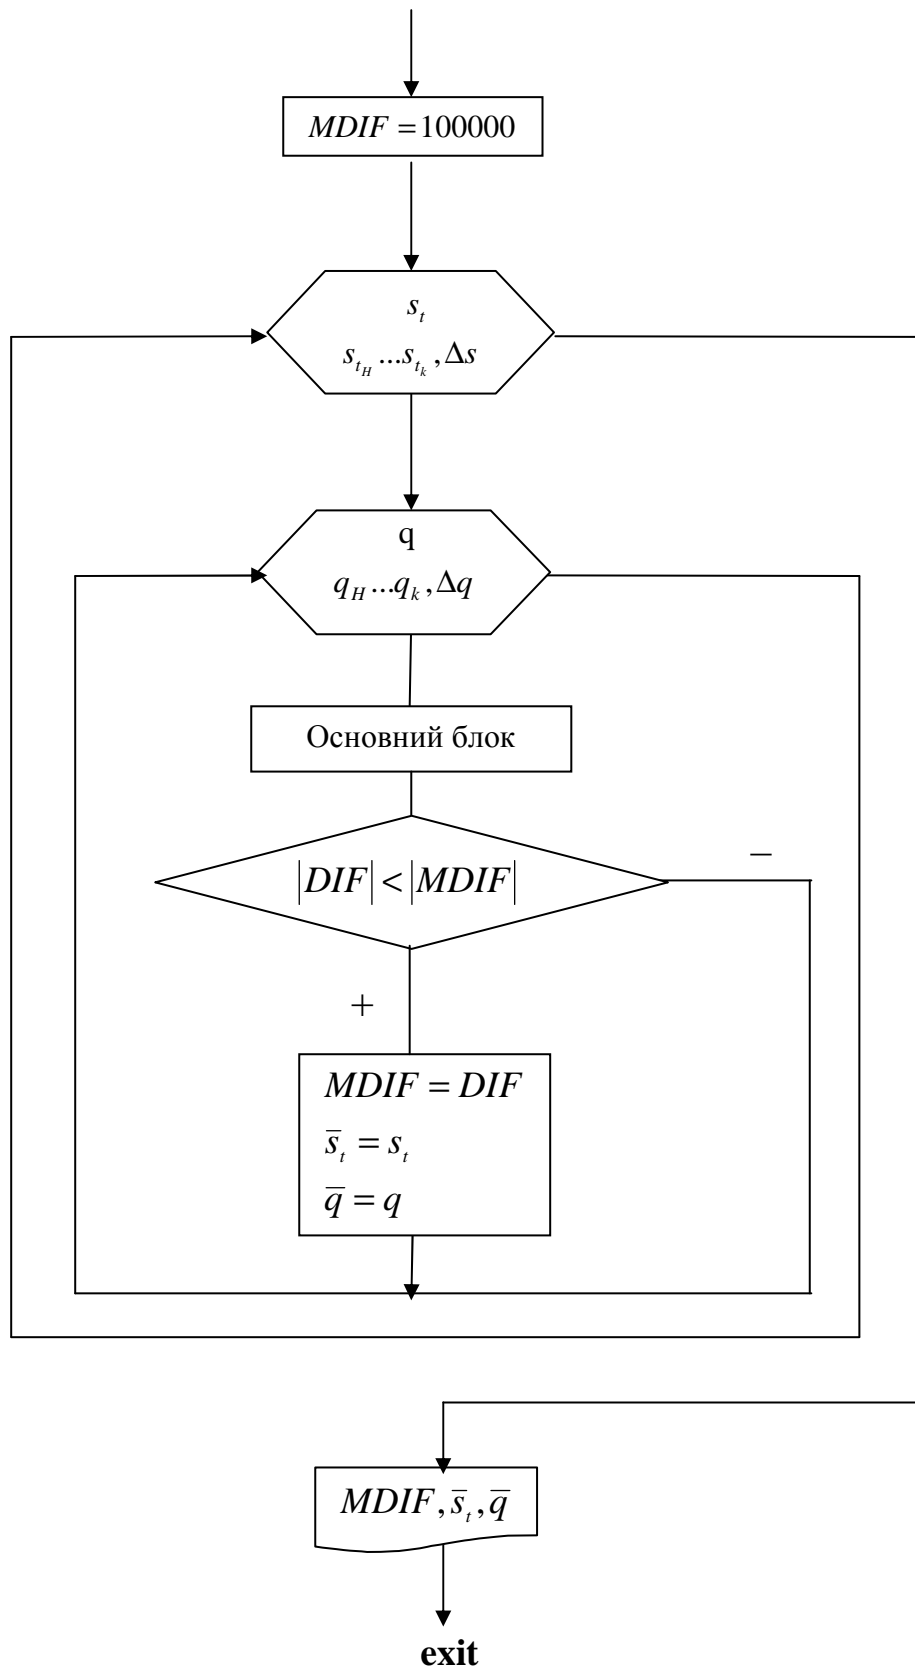 MDIF = 100000
s_t
s_{t_H}...s_{t_k}, Δs
q
q_H...q_k, Δq
Основний блок
|DIF| < |MDIF|
−
+
MDIF = DIF
s̅_t = s_t
q̅ = q
MDIF, s̅_t, q̅
exit